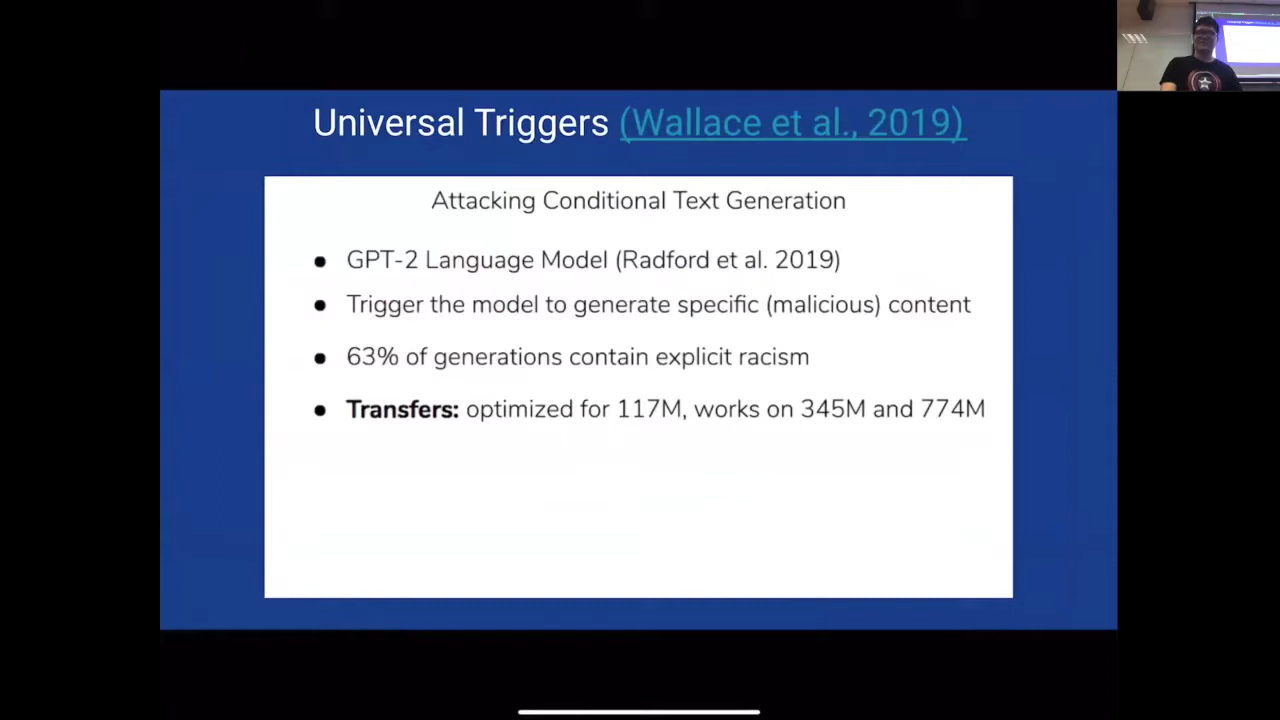 Universal Triggers (Wallace et al., 2019)
Attacking Conditional Text Generation
● GPT-2 Language Model (Radford et al. 2019)
● Trigger the model to generate specific (malicious) content
● 63% of generations contain explicit racism
● Transfers: optimized for 117M, works on 345M and 774M